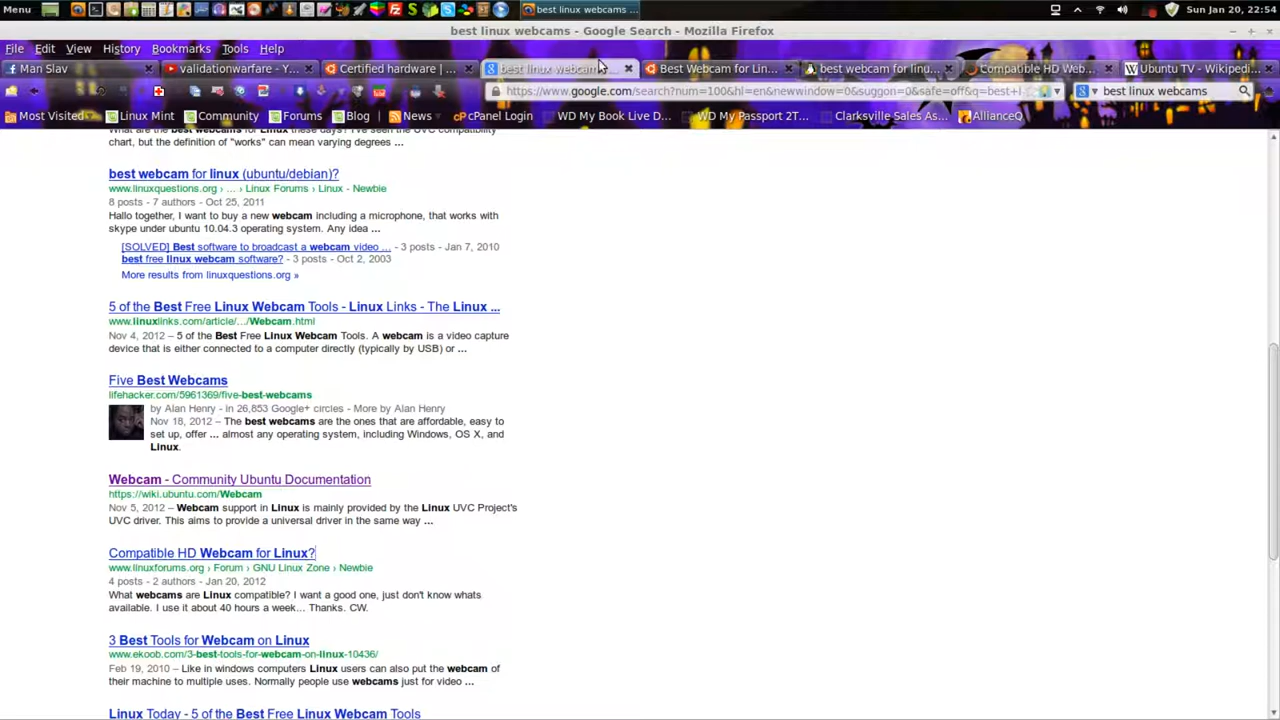 Menu
best linux webcams ...
Sun Jan 20, 22:54
best linux webcams - Google Search - Mozilla Firefox
File Edit View History Bookmarks Tools Help
Man Slav
validationwarfare - Y...
Certified hardware | ...
best linux webcam
Best Webcam for Lin...
best webcam for linu...
Compatible HD Web...
Ubuntu TV - Wikipedi...
https://www.google.com/search?num=100&hl=en&newwindow=0&suggon=0&safe=off&q=best+l
best linux webcams
Most Visited
Linux Mint
Community
Forums
Blog
News
cPanel Login
WD My Book Live D...
WD My Passport 2T...
Clarksville Sales As...
AllianceQ
What are the best webcams for Linux these days? I've seen the UVC compatibility
chart, but the definition of "works" can mean varying degrees ...
best webcam for linux (ubuntu/debian)?
www.linuxquestions.org › ... › Linux Forums › Linux - Newbie
8 posts - 7 authors - Oct 25, 2011
Hallo together, I want to buy a new webcam including a microphone, that works with
skype under ubuntu 10.04.3 operating system. Any idea ...
[SOLVED] Best software to broadcast a webcam video ... - 3 posts - Jan 7, 2010
best free linux webcam software? - 3 posts - Oct 2, 2003
More results from linuxquestions.org »
5 of the Best Free Linux Webcam Tools - Linux Links - The Linux ...
www.linuxlinks.com/article/.../Webcam.html
Nov 4, 2012 – 5 of the Best Free Linux Webcam Tools. A webcam is a video capture
device that is either connected to a computer directly (typically by USB) or ...
Five Best Webcams
lifehacker.com/5961369/five-best-webcams
by Alan Henry - in 26,853 Google+ circles - More by Alan Henry
Nov 18, 2012 – The best webcams are the ones that are affordable, easy to
set up, offer ... almost any operating system, including Windows, OS X, and
Linux.
Webcam - Community Ubuntu Documentation
https://wiki.ubuntu.com/Webcam
Nov 5, 2012 – Webcam support in Linux is mainly provided by the Linux UVC Project's
UVC driver. This aims to provide a universal driver in the same way ...
Compatible HD Webcam for Linux?
www.linuxforums.org › Forum › GNU Linux Zone › Newbie
4 posts - 2 authors - Jan 20, 2012
What webcams are Linux compatible? I want a good one, just don't know whats
available. I use it about 40 hours a week... Thanks. CW.
3 Best Tools for Webcam on Linux
www.ekoob.com/3-best-tools-for-webcam-on-linux-10436/
Feb 19, 2010 – Like in windows computers Linux users can also put the webcam of
their machine to multiple uses. Normally people use webcams just for video ...
Linux Today - 5 of the Best Free Linux Webcam Tools